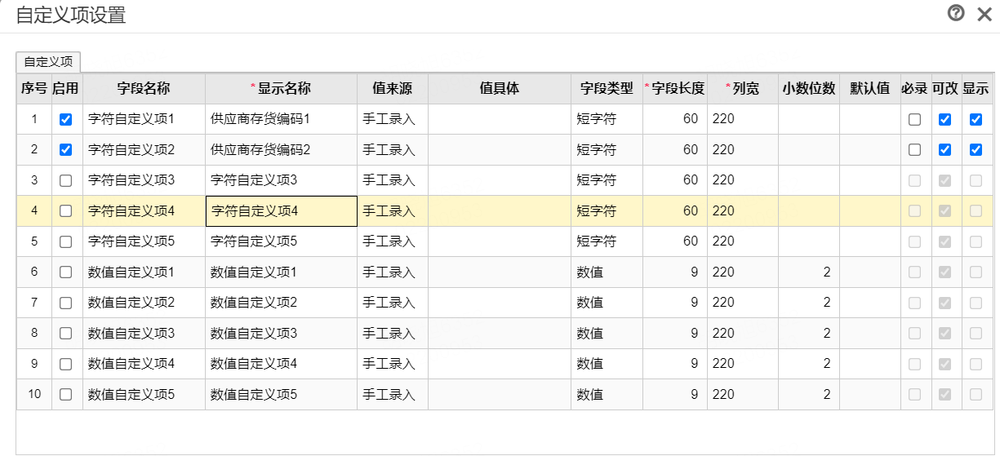 自定义项设置
自定义项
序号 启用 字段名称 *显示名称 值来源 值具体 字段类型 *字段长度 *列宽 小数位数 默认值 必录 可改 显示
1 字符自定义项1 供应商存货编码1 手工录入 短字符 60 220
2 字符自定义项2 供应商存货编码2 手工录入 短字符 60 220
3 字符自定义项3 字符自定义项3 手工录入 短字符 60 220
4 字符自定义项4 字符自定义项4 手工录入 短字符 60 220
5 字符自定义项5 字符自定义项5 手工录入 短字符 60 220
6 数值自定义项1 数值自定义项1 手工录入 数值 9 220 2
7 数值自定义项2 数值自定义项2 手工录入 数值 9 220 2
8 数值自定义项3 数值自定义项3 手工录入 数值 9 220 2
9 数值自定义项4 数值自定义项4 手工录入 数值 9 220 2
10 数值自定义项5 数值自定义项5 手工录入 数值 9 220 2